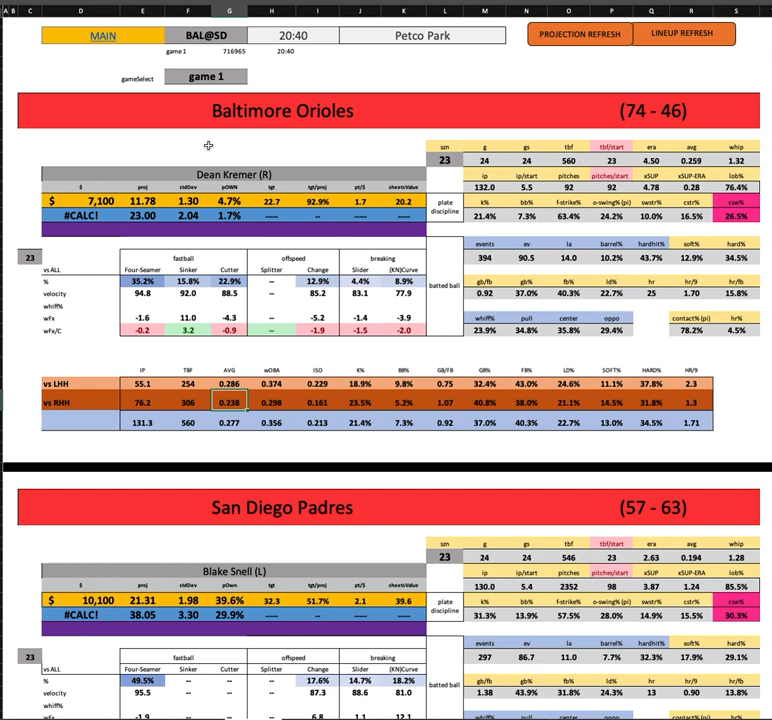 A B C D E F G H I J K L M N O P Q R S
MAIN BAL@SD 20:40 Petco Park PROJECTION REFRESH LINEUP REFRESH
game 1 716965 20:40
gameSelect game 1
Baltimore Orioles (74 - 46)
szn g gs tbf tbf/start era avg whip
23 24 24 560 23 4.50 0.259 1.32
Dean Kremer (R) ip ip/start pitches pitches/start xSUP xSUP-ERA lob%
$ proj stdDev pOWN tgt tgt/proj pt/$ sheetsValue 132.0 5.5 92 92 4.78 0.28 76.4%
$ 7,100 11.78 1.30 4.7% 22.7 92.9% 1.7 20.2 plate discipline k% bb% f-strike% o-swing% (pi) swstr% cstr% csw%
#CALC! 23.00 2.04 1.7% --- -- --- ---- 21.4% 7.3% 63.4% 24.2% 10.0% 16.5% 26.5%
events ev la barrel% hardhit% soft% hard%
23 fastball offspeed breaking 394 90.5 14.0 10.2% 43.7% 12.9% 34.5%
vs ALL Four-Seamer Sinker Cutter Splitter Change Slider (KN)Curve
% 35.2% 15.8% 22.9% -- 12.9% 4.4% 8.9% batted ball gb/fb gb% fb% ld% hr hr/9 hr/fb
velocity 94.8 92.0 88.5 -- 85.2 83.1 77.9 0.92 37.0% 40.3% 22.7% 25 1.70 15.8%
whiff%
wFx -1.6 11.0 -4.3 -- -5.2 -1.4 -3.9 whiff% pull center oppo contact% (pi) hr%
wFx/C -0.2 3.2 -0.9 -- -1.9 -1.5 -2.0 23.9% 34.8% 35.8% 29.4% 78.2% 4.5%
IP TBF AVG wOBA ISO K% BB% GB/FB GB% FB% LD% SOFT% HARD% HR/9
vs LHH 55.1 254 0.286 0.374 0.229 18.9% 9.8% 0.75 32.4% 43.0% 24.6% 11.1% 37.8% 2.3
vs RHH 76.2 306 0.238 0.298 0.161 23.5% 5.2% 1.07 40.8% 38.0% 21.1% 14.5% 31.8% 1.3
131.3 560 0.277 0.356 0.213 21.4% 7.3% 0.92 37.0% 40.3% 22.7% 13.0% 34.5% 1.71
San Diego Padres (57 - 63)
szn g gs tbf tbf/start era avg whip
23 24 24 546 23 2.63 0.194 1.28
Blake Snell (L) ip ip/start pitches pitches/start xSUP xSUP-ERA lob%
$ proj stdDev pOwn tgt tgt/proj pt/$ sheetsValue 130.0 5.4 2352 98 3.87 1.24 85.5%
$ 10,100 21.31 1.98 39.6% 32.3 51.7% 2.1 39.6 plate discipline k% bb% f-strike% o-swing% (pi) swstr% cstr% csw%
#CALC! 38.05 3.30 29.9% --- -- --- ---- 31.3% 13.9% 57.5% 28.0% 14.9% 15.5% 30.3%
events ev la barrel% hardhit% soft% hard%
23 fastball offspeed breaking 297 86.7 11.0 7.7% 32.3% 17.9% 29.1%
vs ALL Four-Seamer Sinker Cutter Splitter Change Slider (KN)Curve
% 49.5% 17.6% 14.7% 18.2% batted ball gb/fb gb% fb% ld% hr hr/9 hr/fb
velocity 95.5 87.3 88.6 81.0 1.38 43.9% 31.8% 24.3% 13 0.90 13.8%
whiff%
wFx -1.9 6.8 1.1 12.1 whiff% pull center oppo contact% (pi) hr%